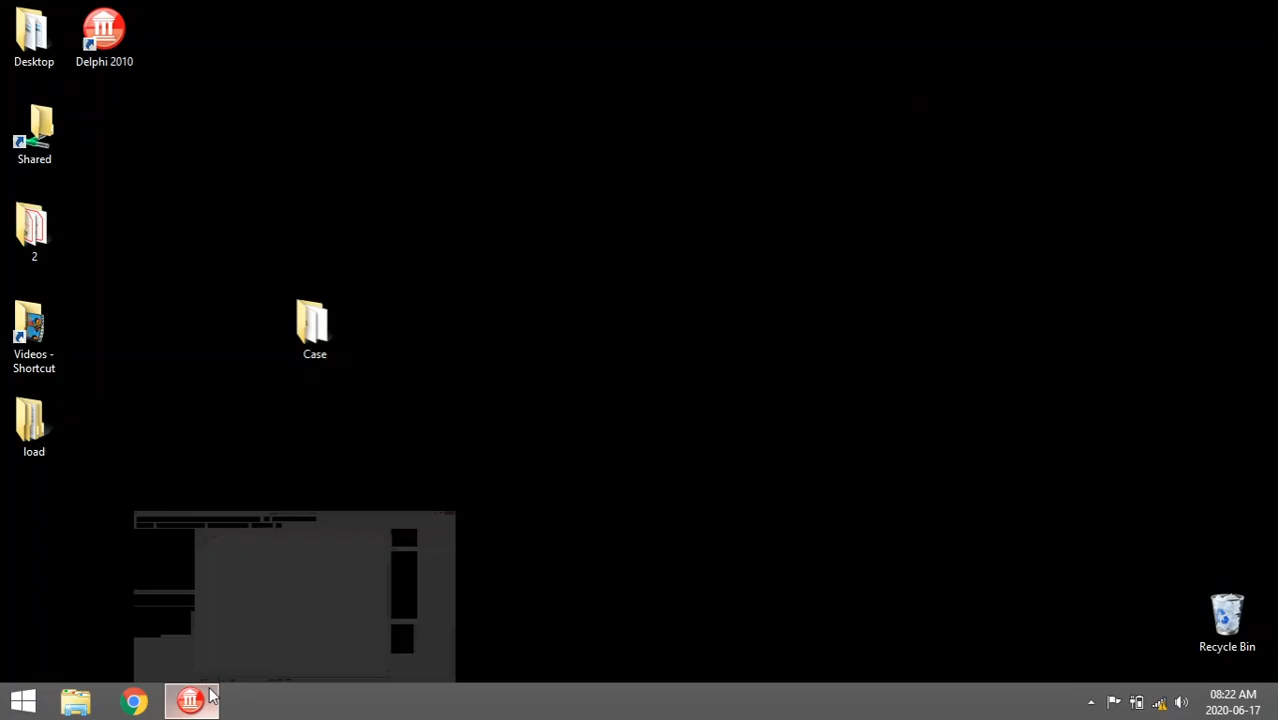 Desktop
Delphi 2010
Shared
2
Videos -
Shortcut
Case
load
Recycle Bin
08:22 AM
2020-06-17